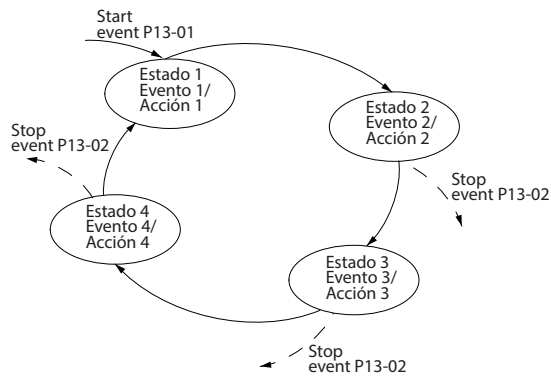 Start
event P13-01
Estado 1
Evento 1/
Acción 1
Estado 2
Evento 2/
Acción 2
Stop
event P13-02
Stop
event P13-02
Estado 4
Evento 4/
Acción 4
Estado 3
Evento 3/
Acción 3
Stop
event P13-02